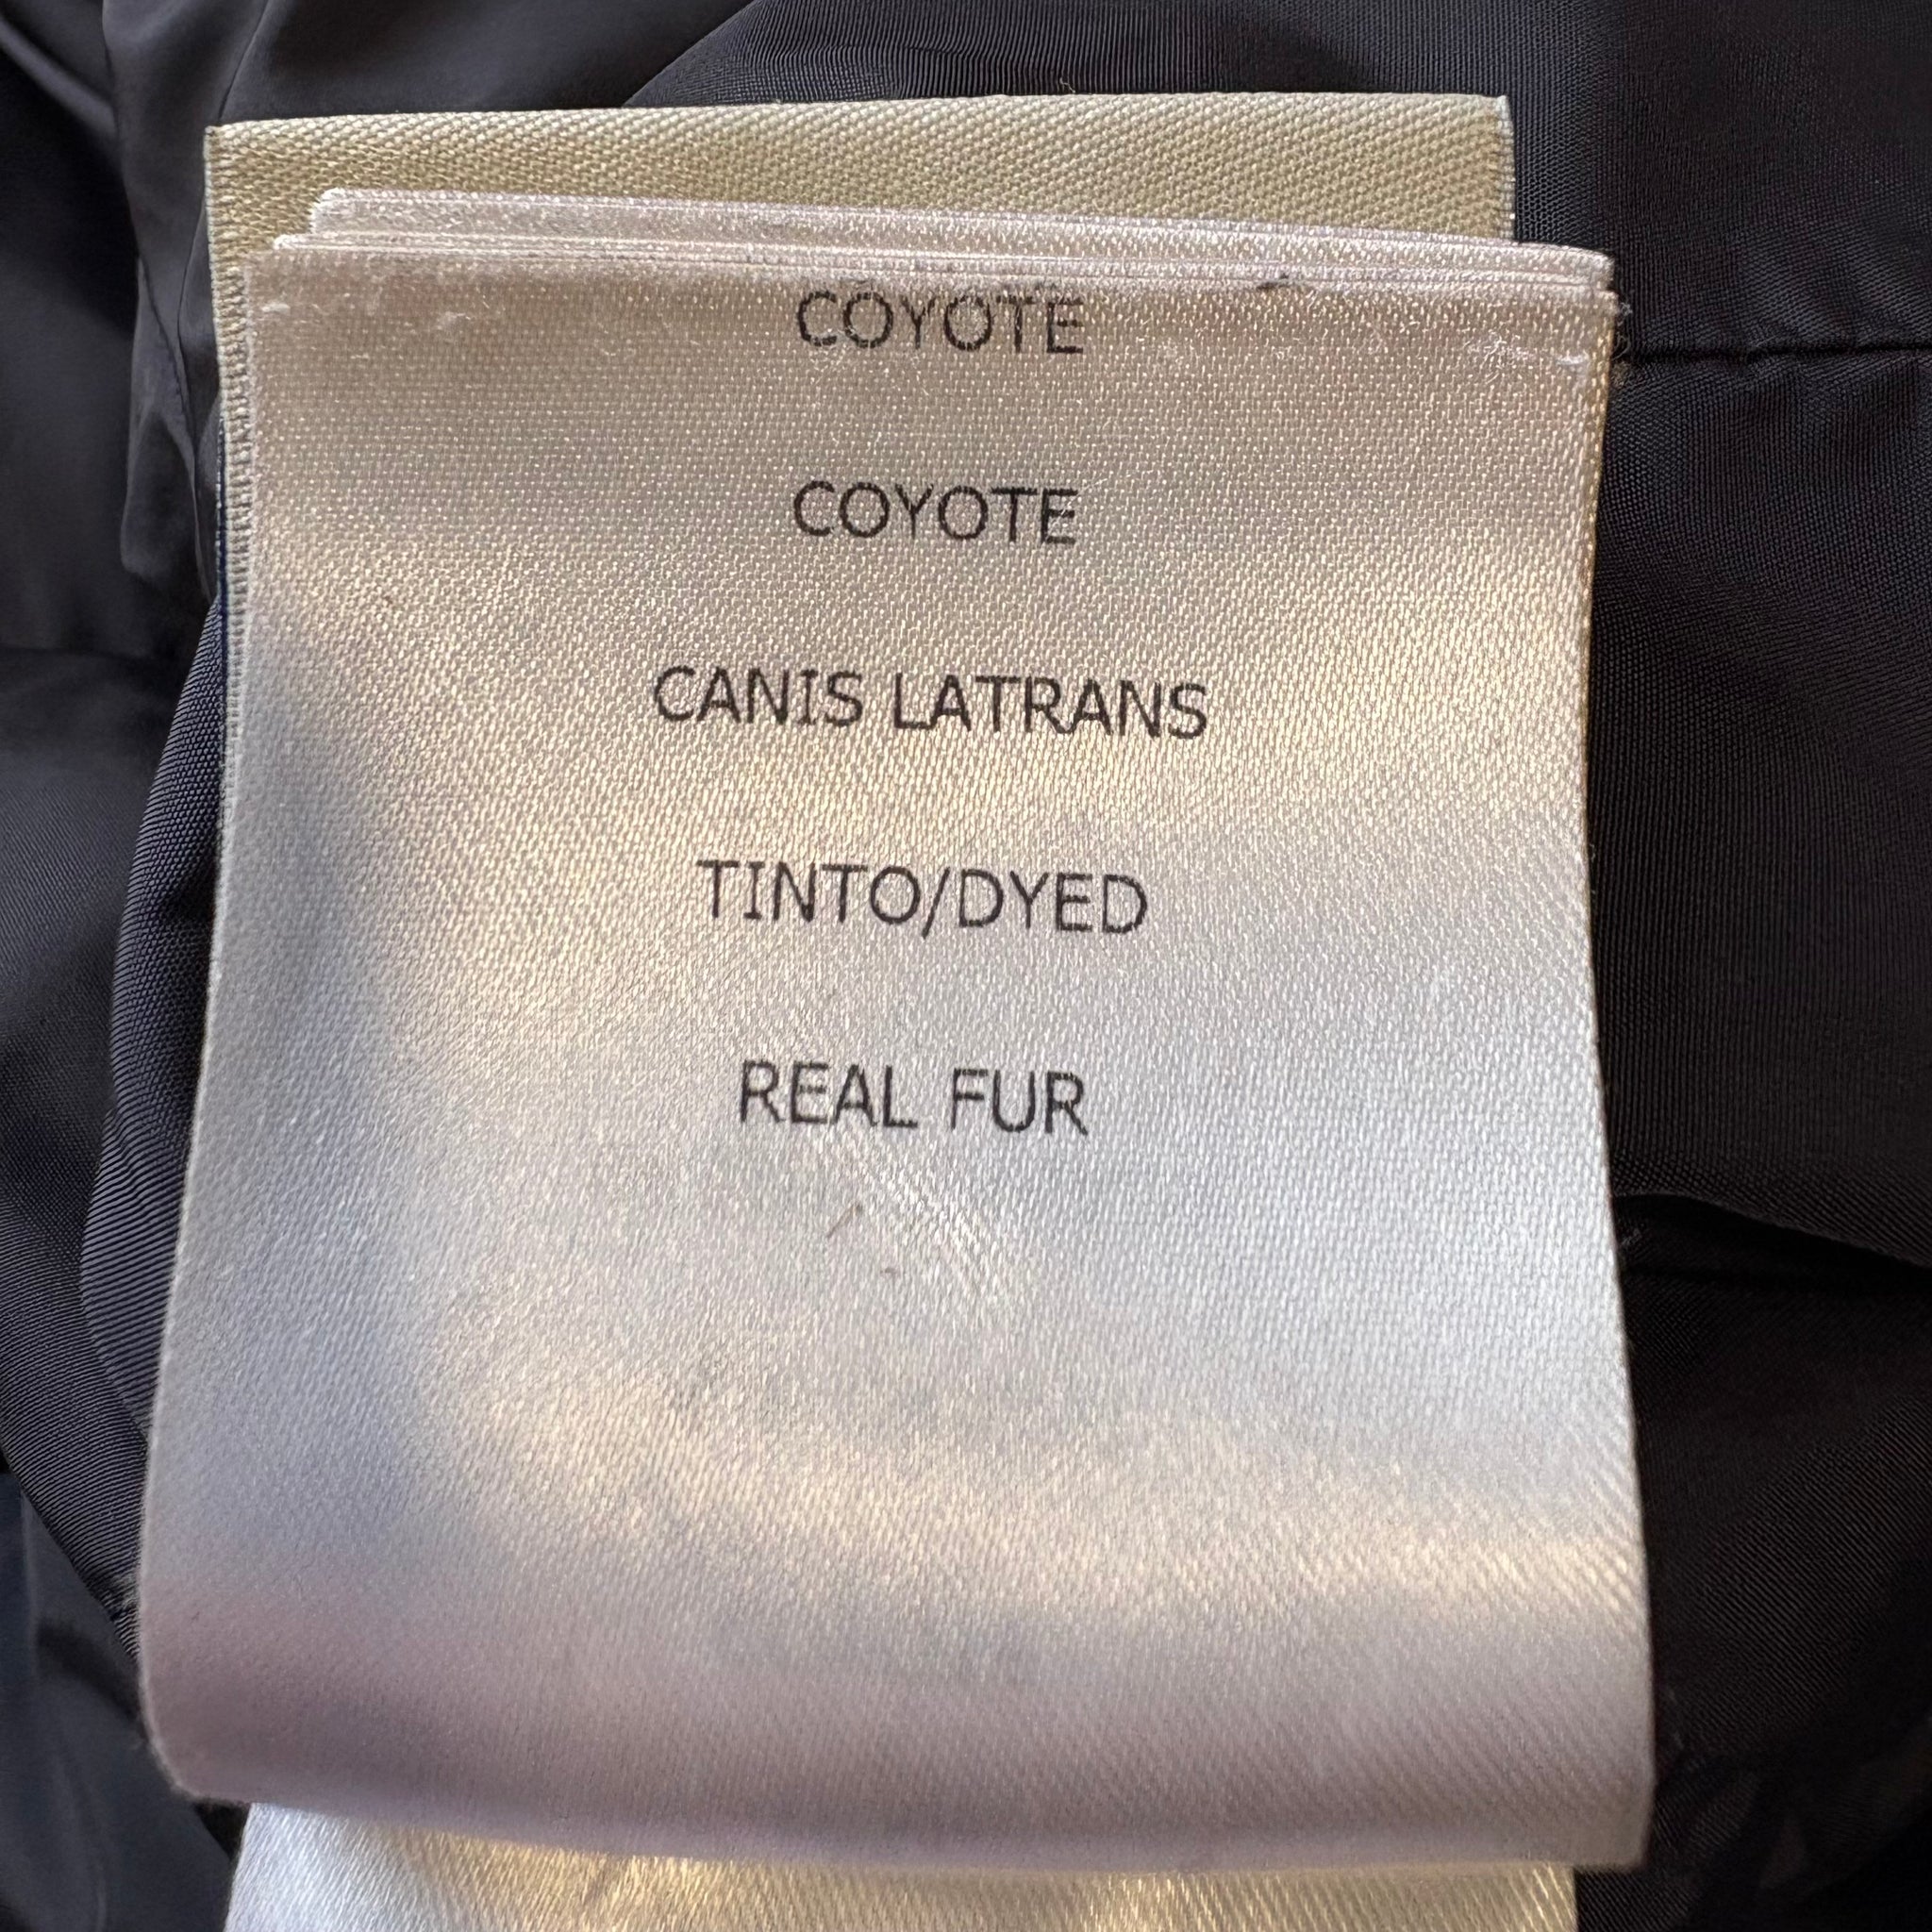 COYOTE
COYOTE
CANIS LATRANS
TINTO/DYED
REAL FUR